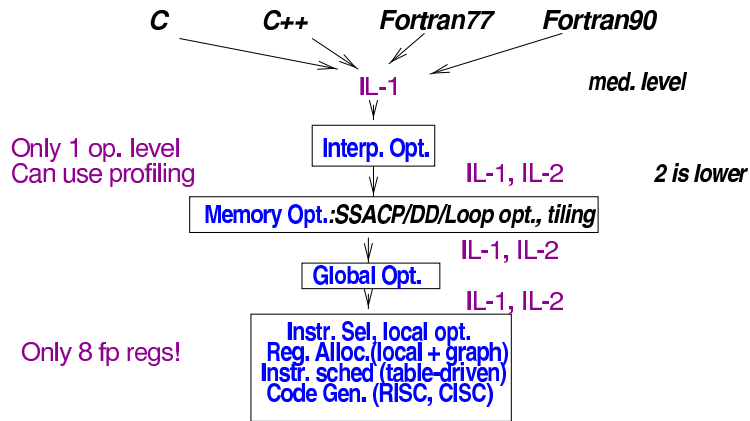 C C++ Fortran77 Fortran90
IL-1
med. level
Only 1 op. level
Can use profiling
Interp. Opt.
IL-1, IL-2
2 is lower
Memory Opt.:SSACP/DD/Loop opt., tiling
IL-1, IL-2
Global Opt.
IL-1, IL-2
Only 8 fp regs!
Instr. Sel, local opt.
Reg. Alloc.(local + graph)
Instr. sched (table-driven)
Code Gen. (RISC, CISC)